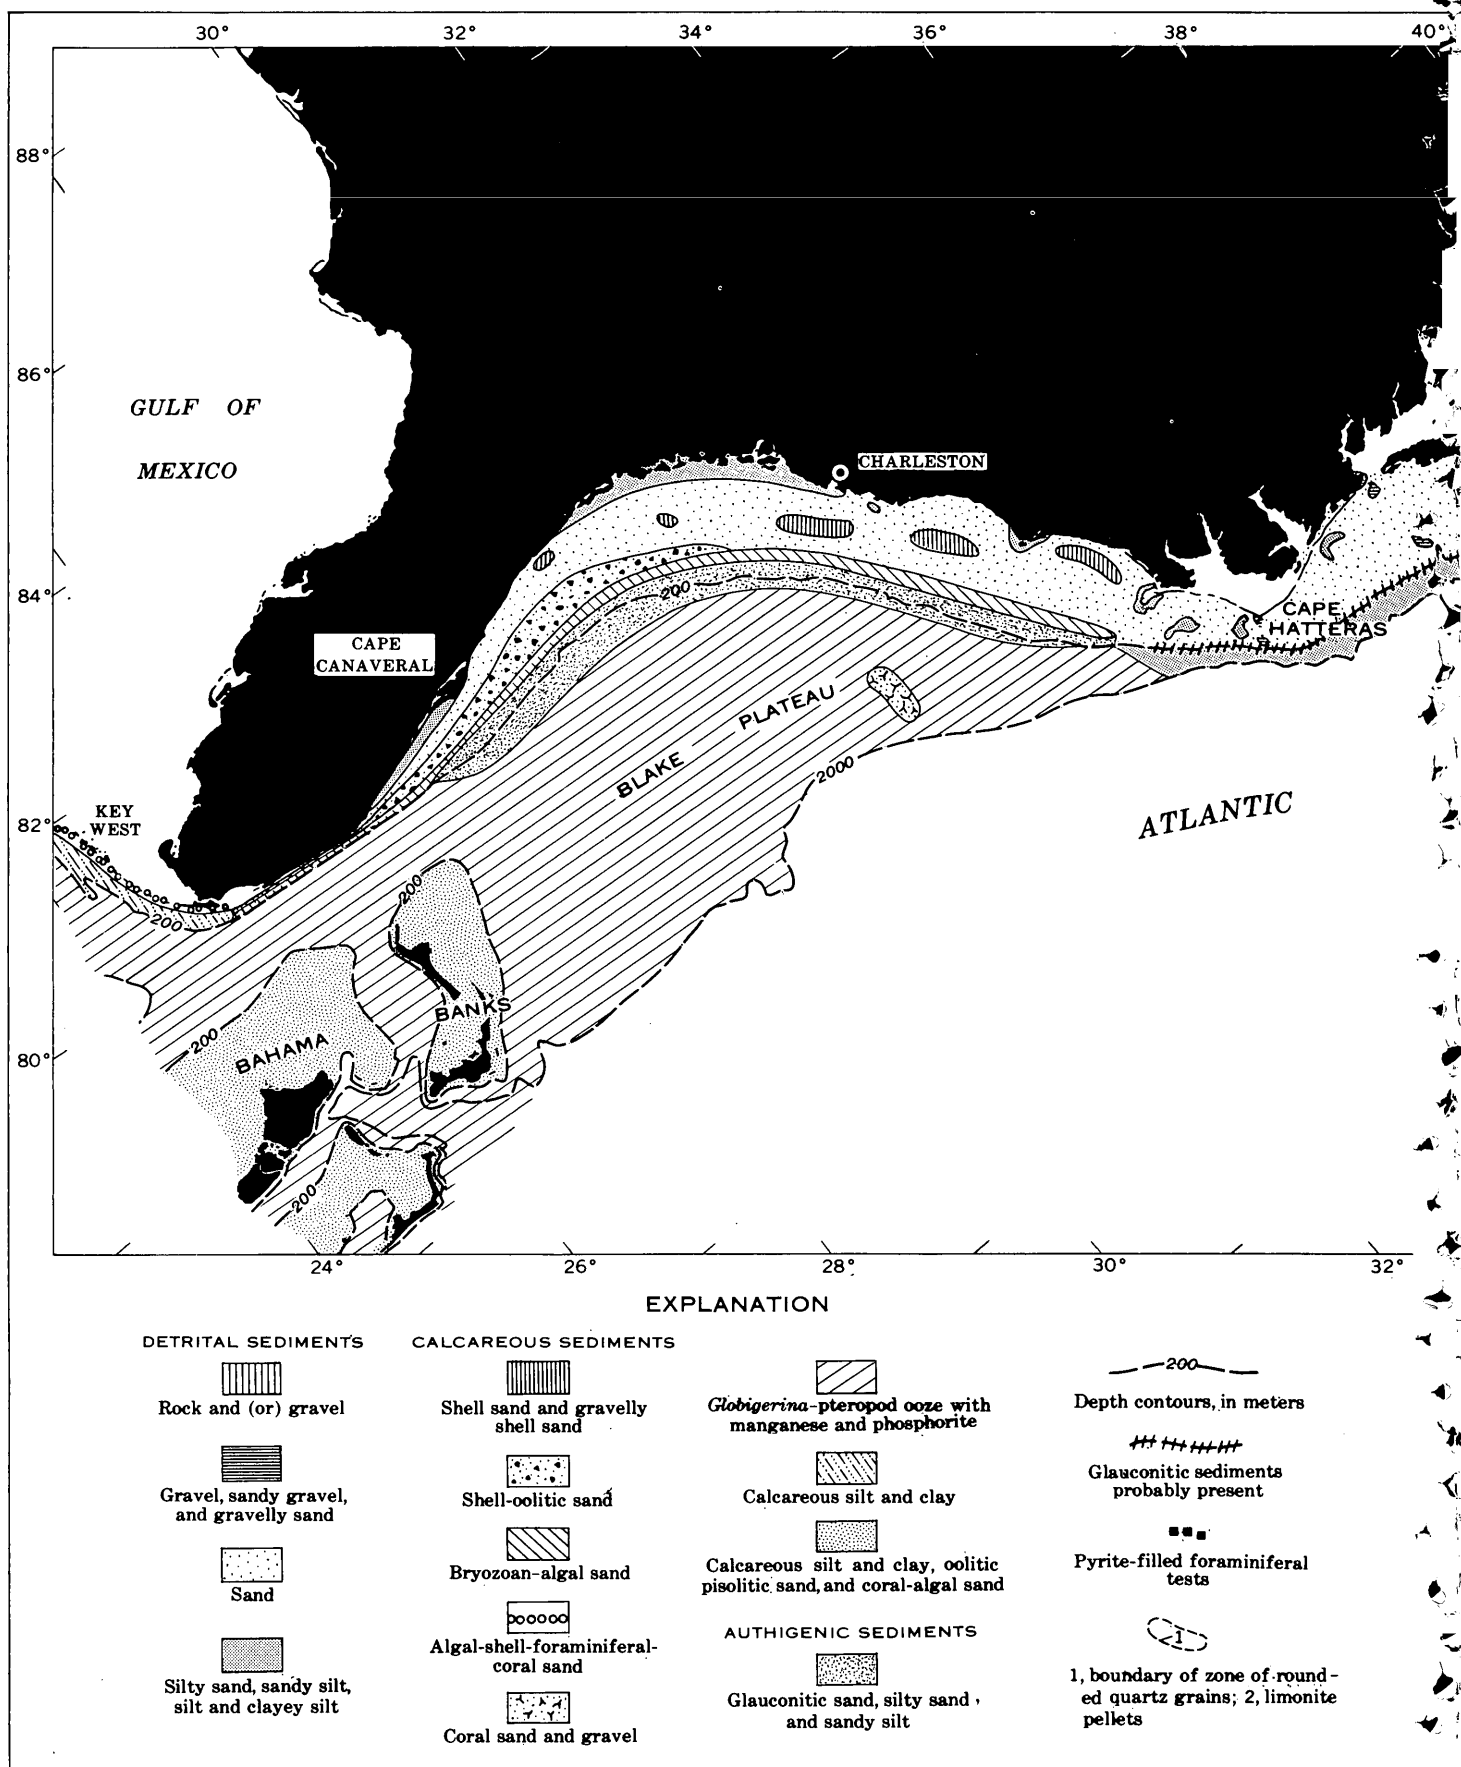 30° 32° 34° 36° 38° 40°
88°
86°
GULF OF
MEXICO
CHARLESTON
84°
200
CAPE
HATTERAS
CAPE
CANAVERAL
BLAKE PLATEAU
2000
ATLANTIC
82°
KEY
WEST
200
200
BANKS
80°
200
BAHAMA
200
24° 26° 28° 30° 32°
EXPLANATION
DETRITAL SEDIMENTS
Rock and (or) gravel
Gravel, sandy gravel,
and gravelly sand
Sand
Silty sand, sandy silt,
silt and clayey silt
CALCAREOUS SEDIMENTS
Shell sand and gravelly
shell sand
Shell-oolitic sand
Bryozoan-algal sand
Algal-shell-foraminiferal-
coral sand
Coral sand and gravel
Globigerina-pteropod ooze with
manganese and phosphorite
Calcareous silt and clay
Calcareous silt and clay, oolitic
pisolitic sand, and coral-algal sand
AUTHIGENIC SEDIMENTS
Glauconitic sand, silty sand,
and sandy silt
200
Depth contours, in meters
Glauconitic sediments
probably present
Pyrite-filled foraminiferal
tests
1
1, boundary of zone of round-
ed quartz grains; 2, limonite
pellets